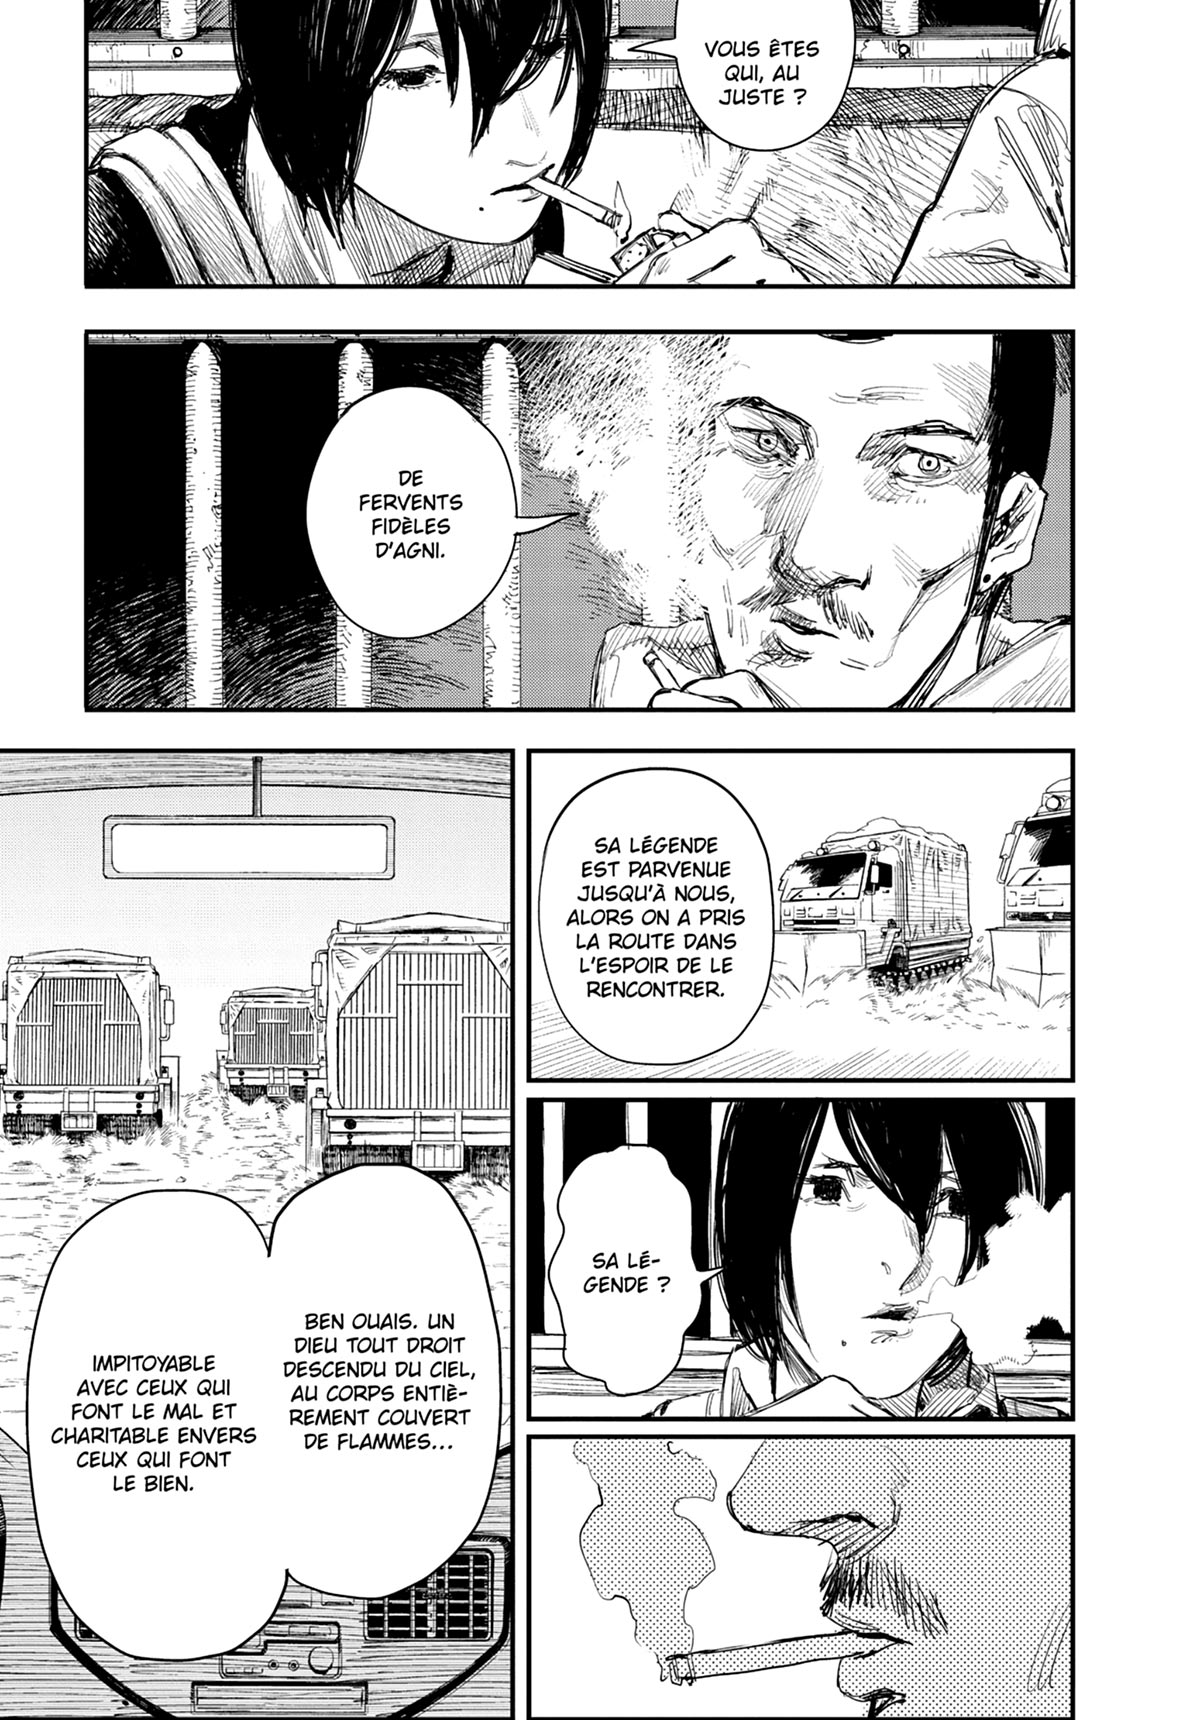 VOUS ÊTES
QUI, AU
JUSTE ?
DE
FERVENTS
FIDÈLES
D'AGNI.
SA LÉGENDE
EST PARVENUE
JUSQU'À NOUS,
ALORS ON A PRIS
LA ROUTE DANS
L'ESPOIR DE LE
RENCONTRER.
SA LÉ-
GENDE ?
BEN OUAIS. UN
DIEU TOUT DROIT
DESCENDU DU CIEL,
AU CORPS ENTIÈ-
REMENT COUVERT
DE FLAMMES...
IMPITOYABLE
AVEC CEUX QUI
FONT LE MAL ET
CHARITABLE ENVERS
CEUX QUI FONT
LE BIEN.